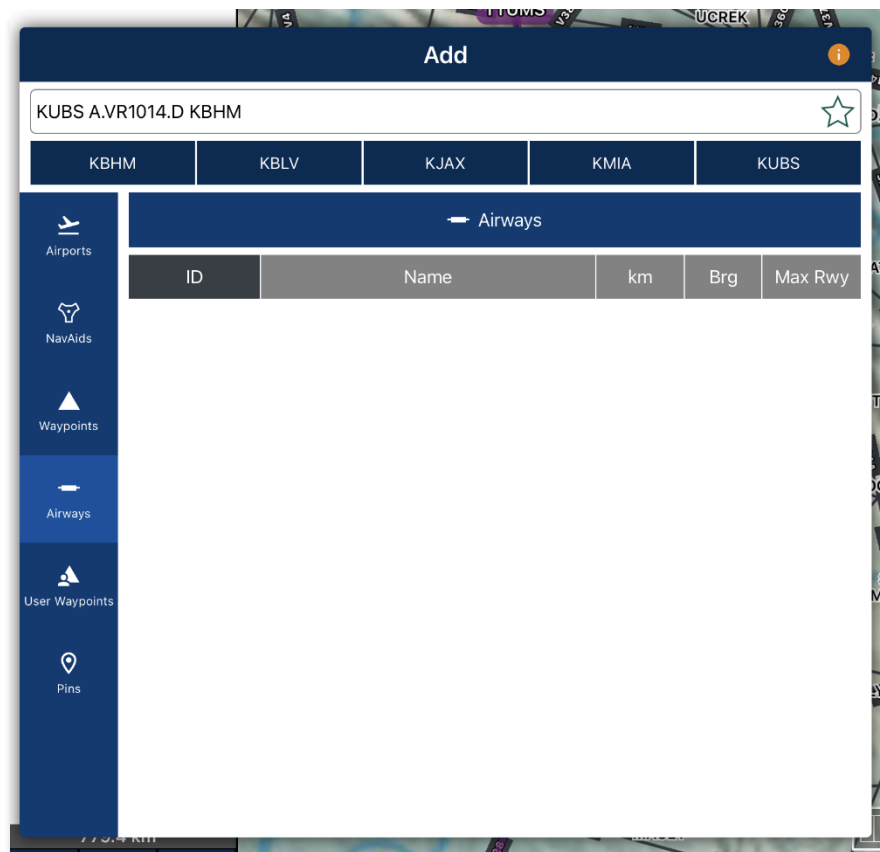 UCREK
Add
KUBS A.VR1014.D KBHM
KBHM KBLV KJAX KMIA KUBS
Airports
Airways
ID Name km Brg Max Rwy
NavAids
Waypoints
Airways
User Waypoints
Pins